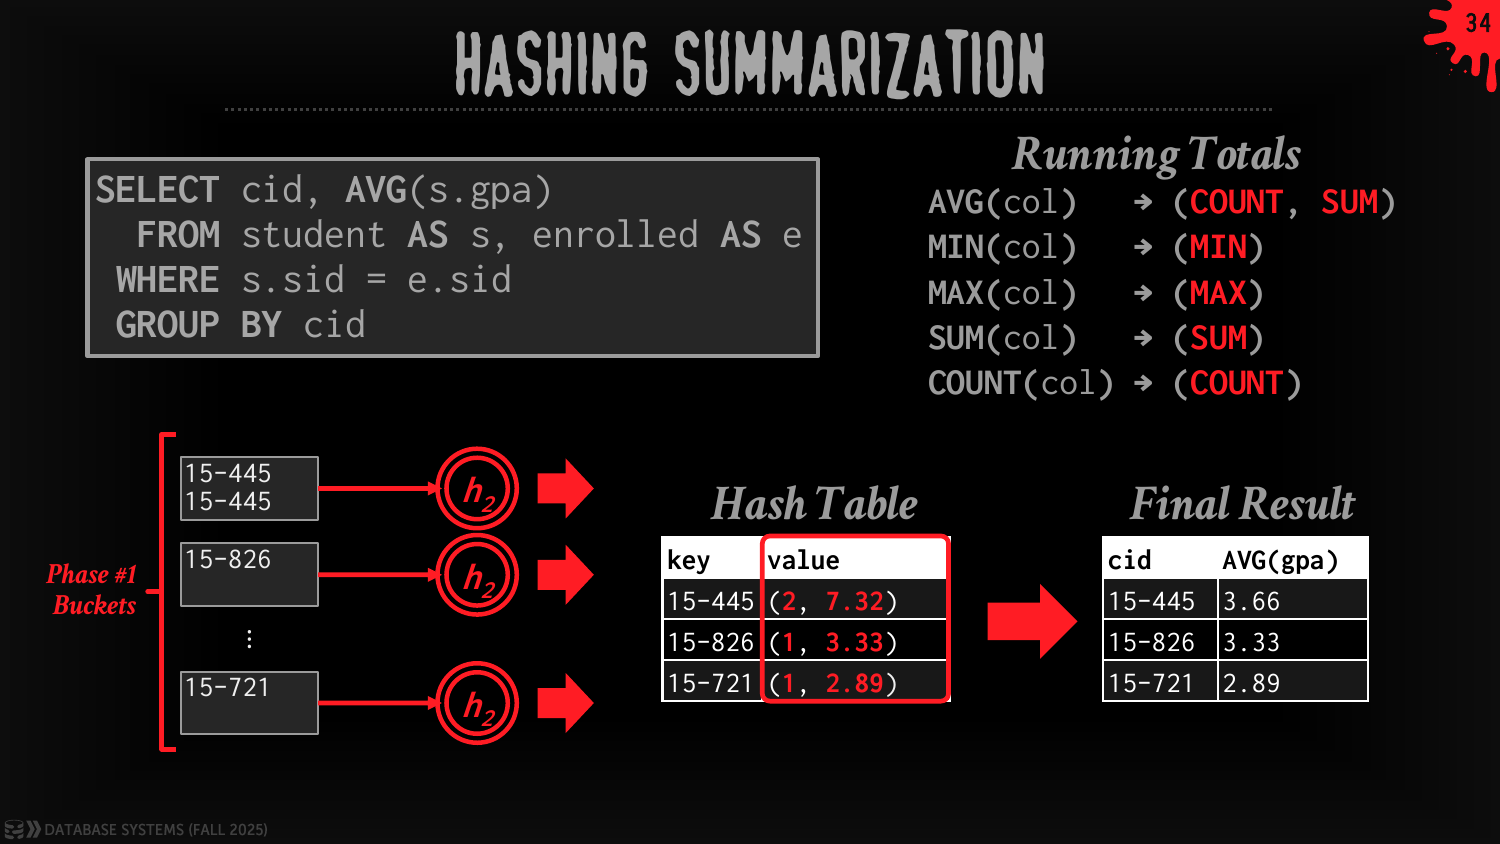 34
HASHING SUMMARIZATION
SELECT cid, AVG(s.gpa)
FROM student AS s, enrolled AS e
WHERE s.sid = e.sid
GROUP BY cid
Running Totals
AVG(col) → (COUNT, SUM)
MIN(col) → (MIN)
MAX(col) → (MAX)
SUM(col) → (SUM)
COUNT(col) → (COUNT)
Phase #1
Buckets
15-445
15-445
15-826
⋮
15-721
h2
h2
h2
Hash Table
key value
15-445 (2, 7.32)
15-826 (1, 3.33)
15-721 (1, 2.89)
Final Result
cid AVG(gpa)
15-445 3.66
15-826 3.33
15-721 2.89
DATABASE SYSTEMS (FALL 2025)